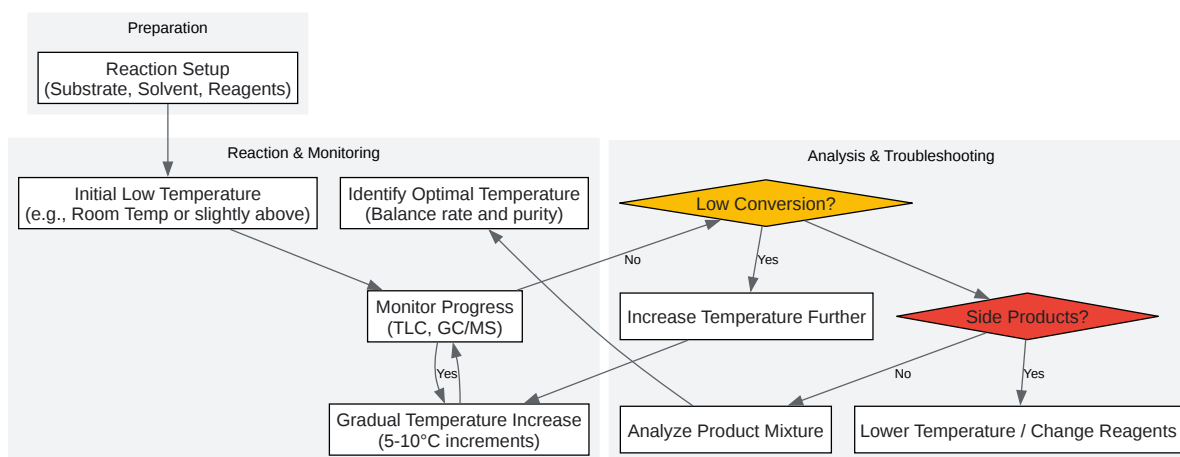 Preparation
Reaction Setup
(Substrate, Solvent, Reagents)
Reaction & Monitoring
Initial Low Temperature
(e.g., Room Temp or slightly above)
Identify Optimal Temperature
(Balance rate and purity)
Monitor Progress
(TLC, GC/MS)
Yes
Gradual Temperature Increase
(5-10°C increments)
No
Analysis & Troubleshooting
Low Conversion?
Yes
Increase Temperature Further
Side Products?
No
Yes
Analyze Product Mixture
Lower Temperature / Change Reagents